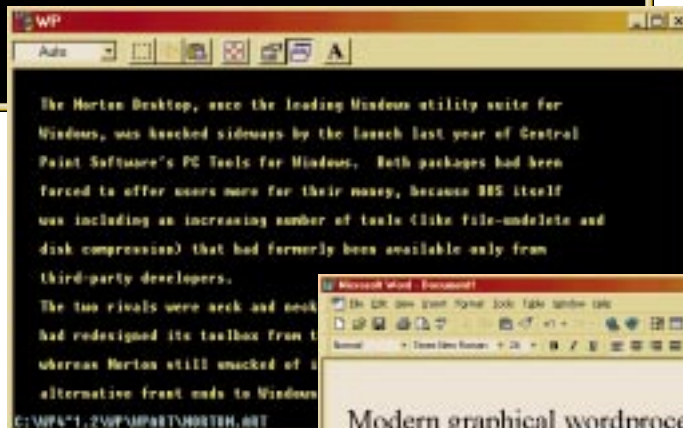 WP
Auto
A
The Norton Desktop, once the leading Windows utility suite for
Windows, was knocked sideways by the launch last year of Central
Point Software's PC Tools for Windows. Both packages had been
forced to offer users more for their money, because DOS itself
was including an increasing number of tools (like file-undelete and
disk compression) that had formerly been available only from
third-party developers.
The two rivals were neck and neck
had redesigned its toolbox from t
whereas Norton still smacked of i
alternative front ends to Windows
Microsoft Word - Document1
File Edit View Insert Format Tools Table Window Help
Normal Times New Roman B I U
Modern graphical wordproce